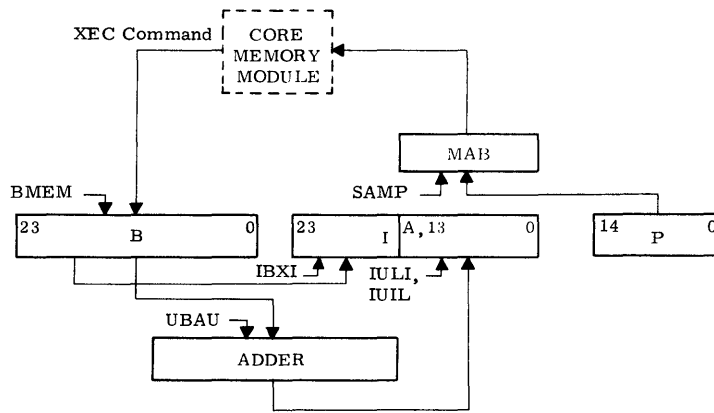 XEC Command
CORE
MEMORY
MODULE
MAB
BMEM
SAMP
23 B 0
23 I A,13 0
14 P 0
IBXI
IULI,
IUIL
UBAU
ADDER